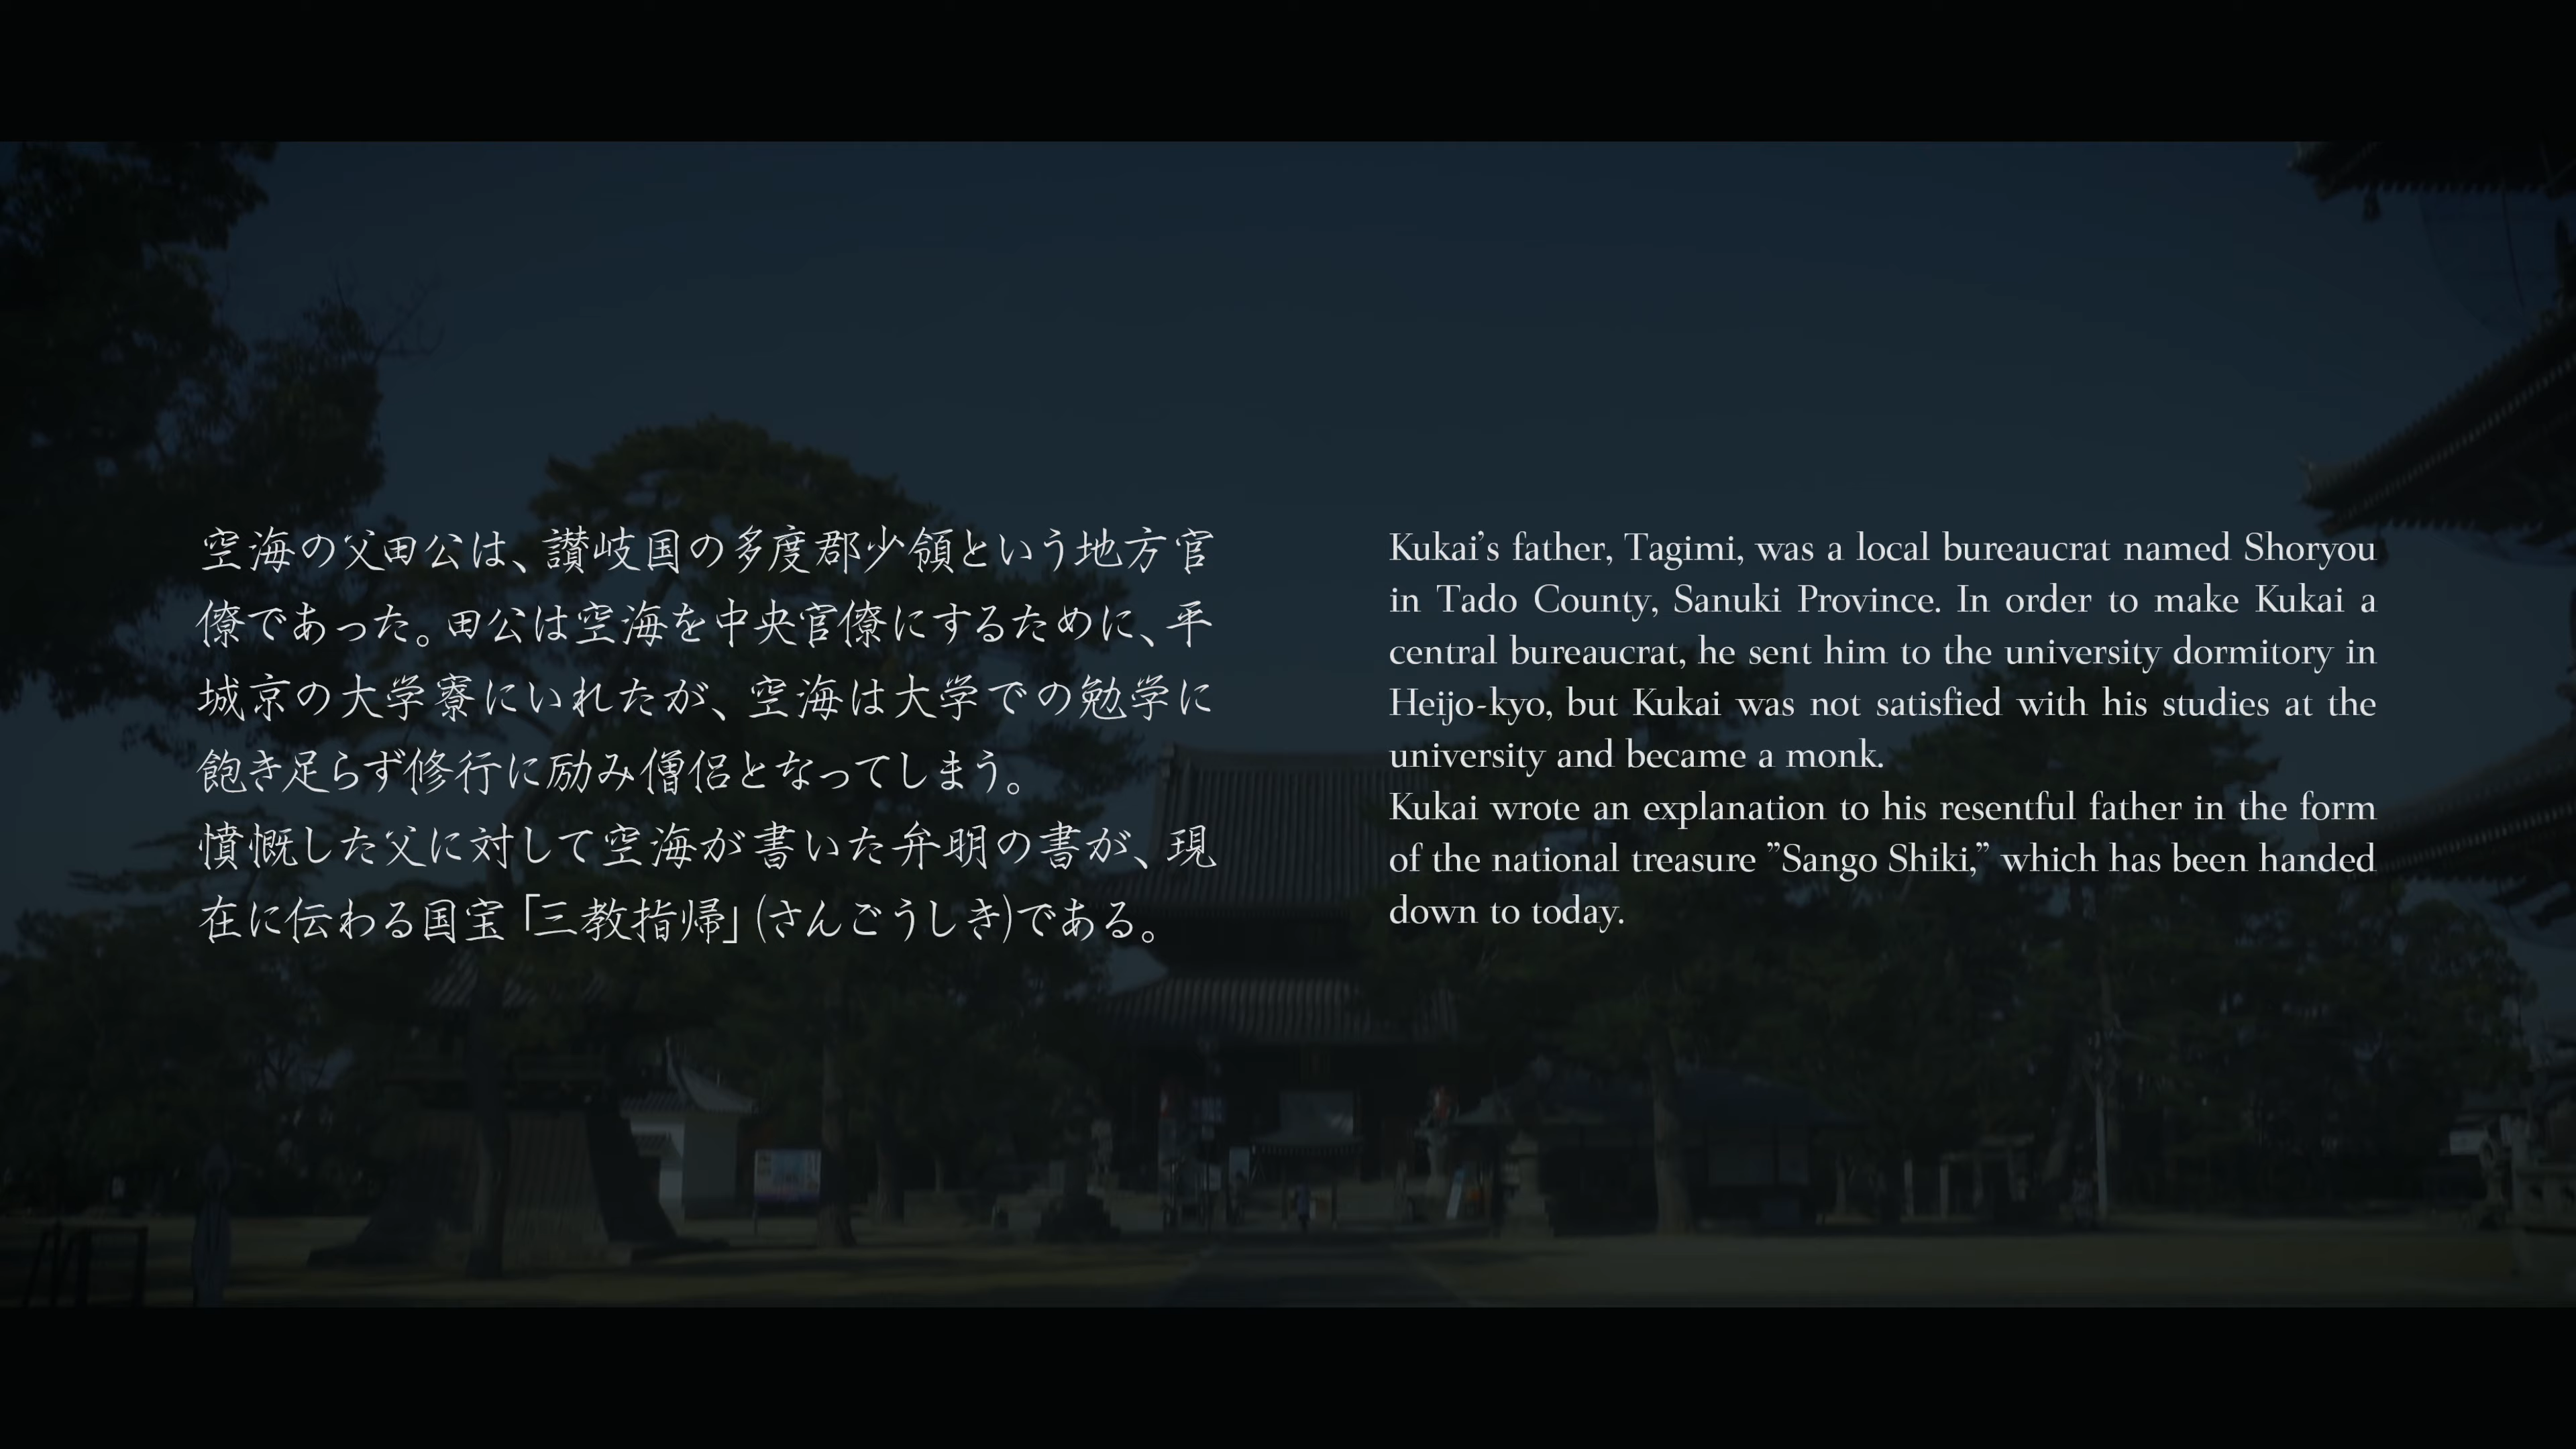 空海の父田公は、讃岐国の多度郡少領という地方官
僚であった。田公は空海を中央官僚にするために、平
城京の大学寮にいれたが、空海は大学での勉学に
飽き足らず修行に励み僧侶となってしまう。
憤慨した父に対して空海が書いた弁明の書が、現
在に伝わる国宝「三教指帰」(さんごうしき)である。
Kukai's father, Tagimi, was a local bureaucrat named Shoryou
in Tado County, Sanuki Province. In order to make Kukai a
central bureaucrat, he sent him to the university dormitory in
Heijo-kyo, but Kukai was not satisfied with his studies at the
university and became a monk.
Kukai wrote an explanation to his resentful father in the form
of the national treasure ”Sango Shiki,” which has been handed
down to today.